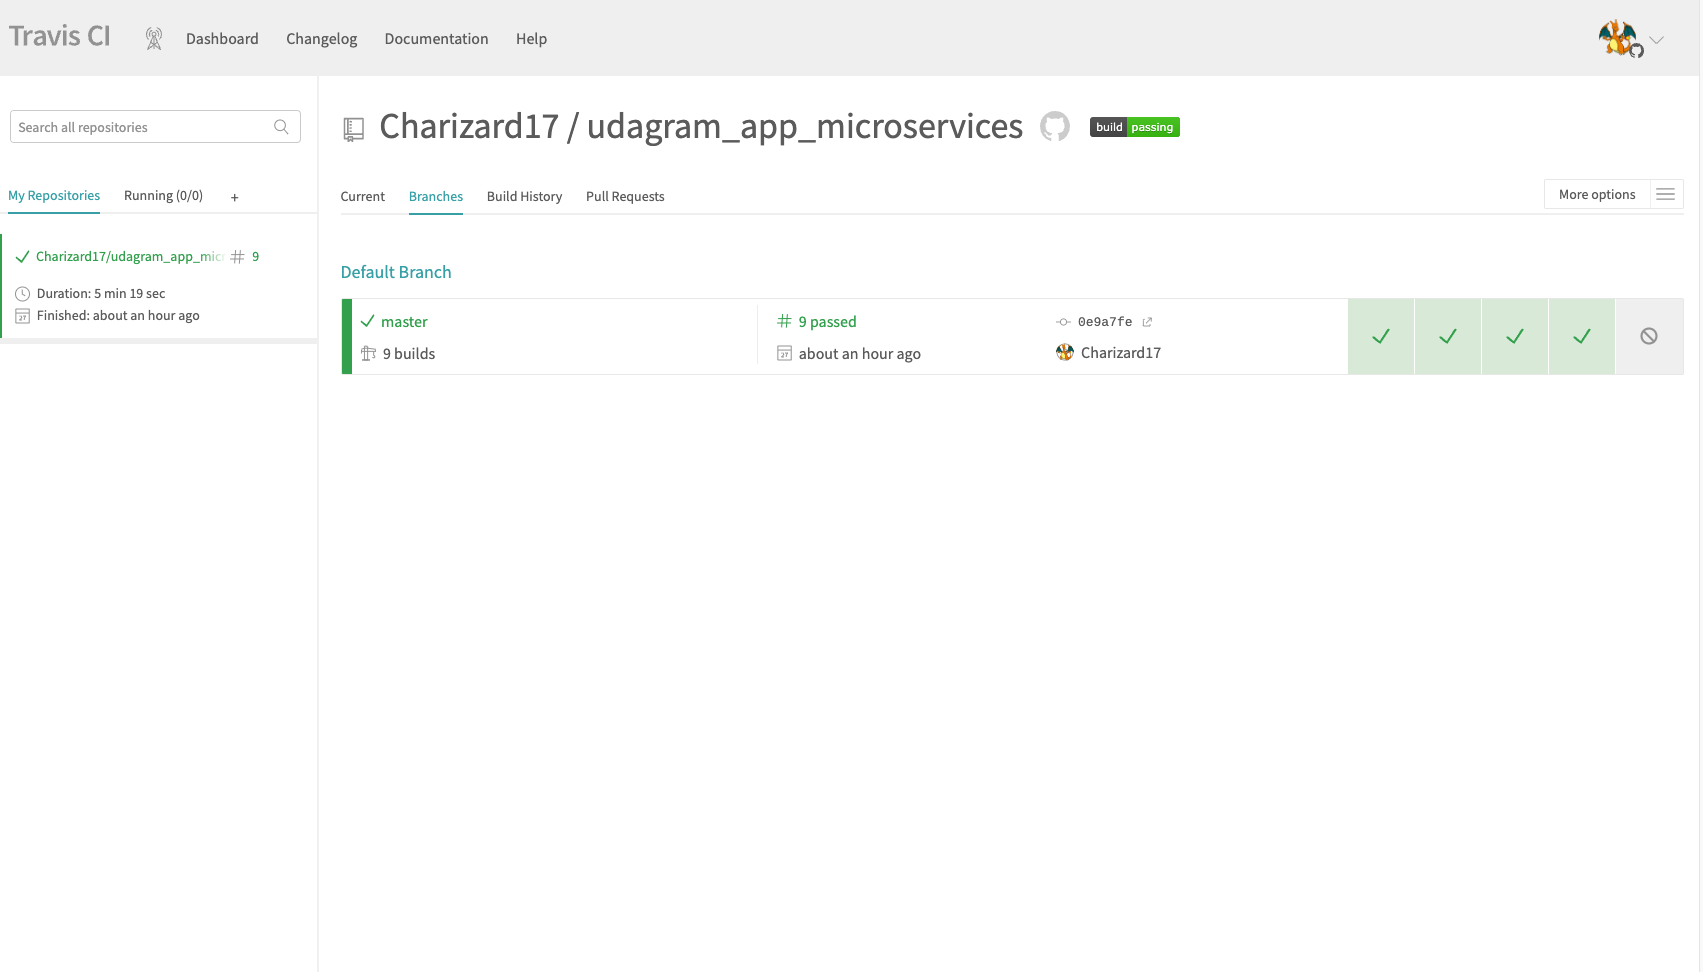 Travis CI
Dashboard Changelog Documentation Help
Search all repositories
My Repositories Running (0/0) +
Charizard17/udagram_app_mic # 9
Duration: 5 min 19 sec
Finished: about an hour ago
Charizard17 / udagram_app_microservices build passing
Current Branches Build History Pull Requests More options
Default Branch
master # 9 passed 0e9a7fe
9 builds 27 about an hour ago Charizard17